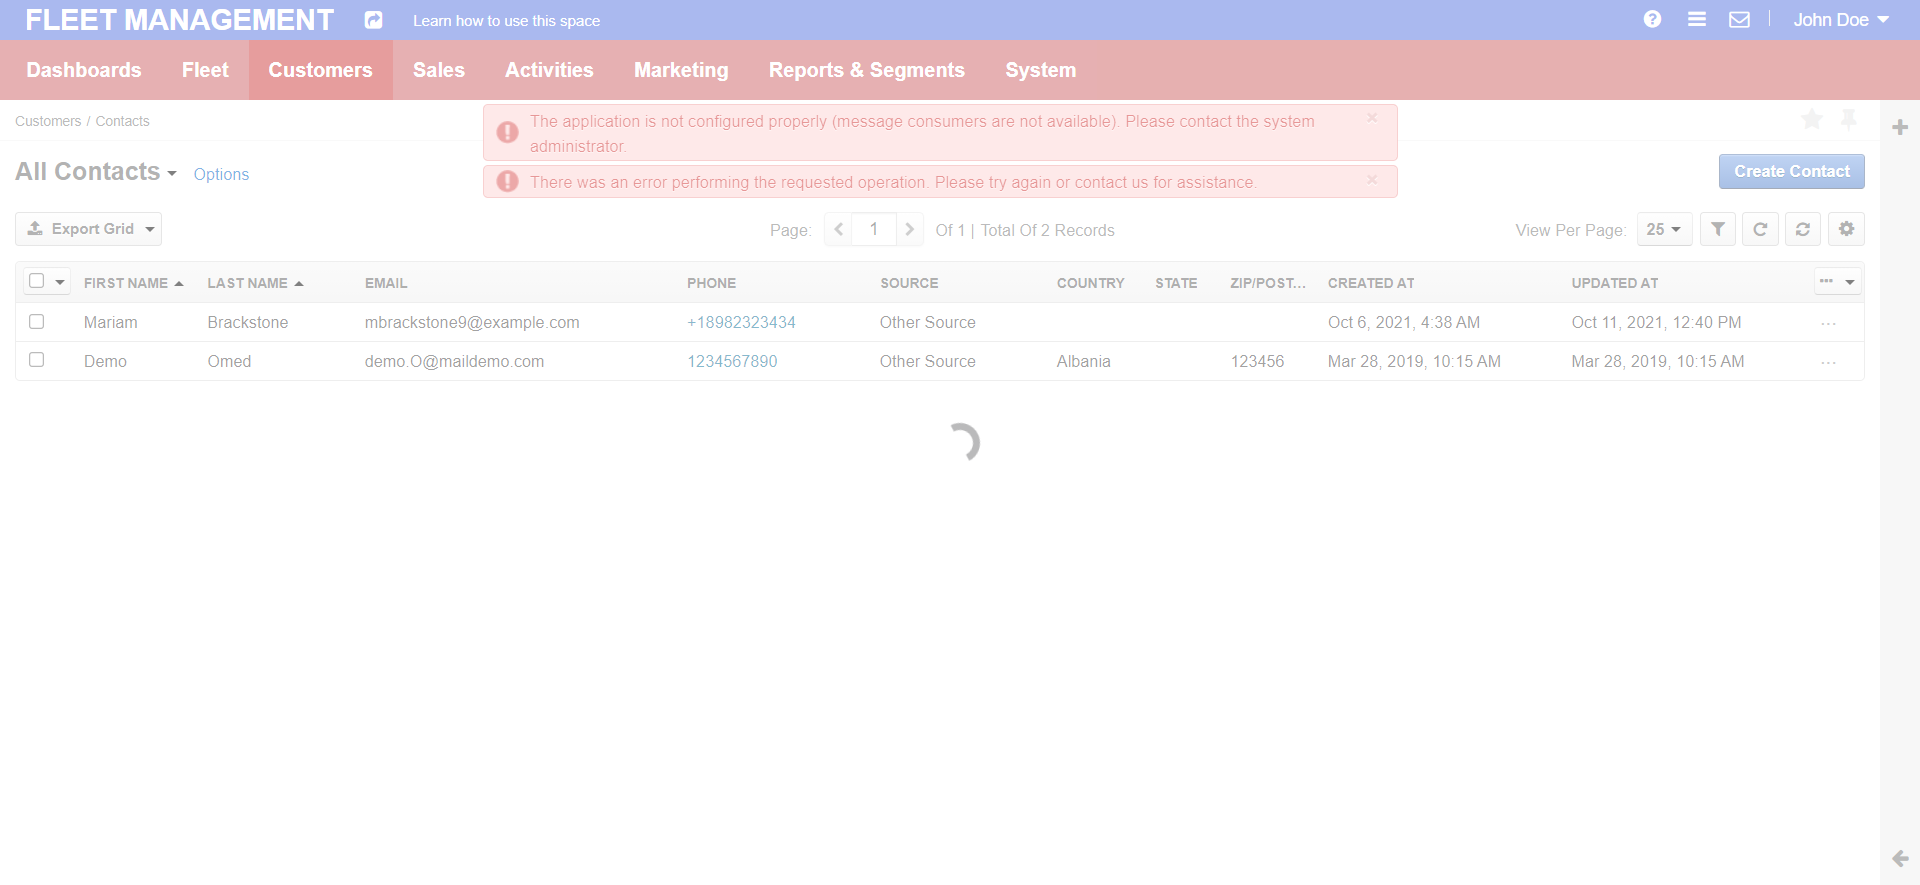 FLEET MANAGEMENT Learn how to use this space John Doe
Dashboards Fleet Customers Sales Activities Marketing Reports & Segments System
Customers / Contacts
The application is not configured properly (message consumers are not available). Please contact the system
administrator.
There was an error performing the requested operation. Please try again or contact us for assistance.
All Contacts Options Create Contact
Export Grid Page: 1 Of 1 | Total Of 2 Records View Per Page: 25
FIRST NAME LAST NAME EMAIL PHONE SOURCE COUNTRY STATE ZIP/POST... CREATED AT UPDATED AT
Mariam Brackstone mbrackstone9@example.com +18982323434 Other Source Oct 6, 2021, 4:38 AM Oct 11, 2021, 12:40 PM
Demo Omed demo.O@maildemo.com 1234567890 Other Source Albania 123456 Mar 28, 2019, 10:15 AM Mar 28, 2019, 10:15 AM